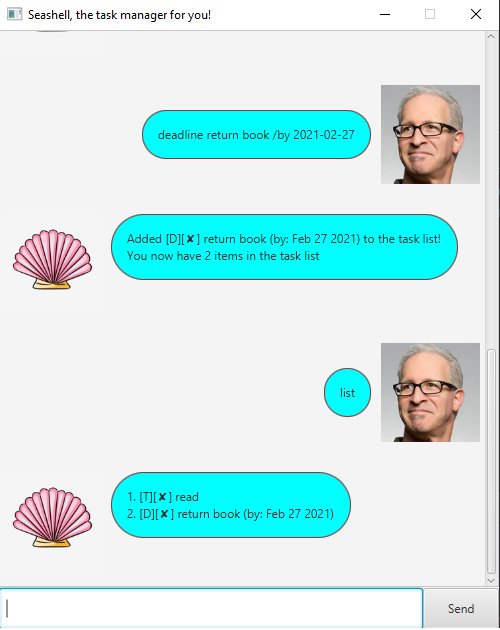 Seashell, the task manager for you!
deadline return book /by 2021-02-27
Added [D][✘] return book (by: Feb 27 2021) to the task list!
You now have 2 items in the task list
list
1. [T][✘] read
2. [D][✘] return book (by: Feb 27 2021)
Send